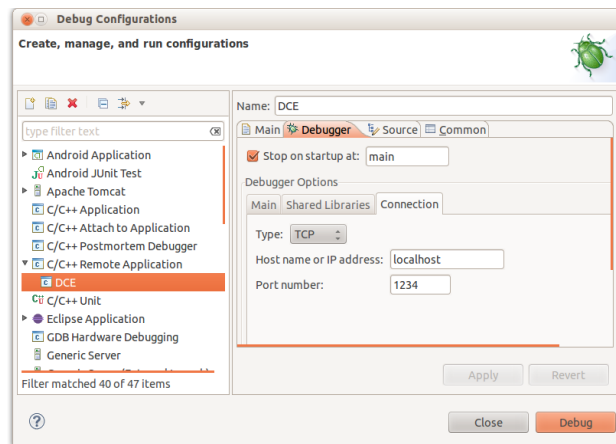 Debug Configurations
Create, manage, and run configurations
type filter text
Android Application
Ju Android JUnit Test
Apache Tomcat
C/C++ Application
C/C++ Attach to Application
C/C++ Postmortem Debugger
C/C++ Remote Application
DCE
C/C++ Unit
Eclipse Application
GDB Hardware Debugging
Generic Server
Filter matched 40 of 47 items
Name: DCE
Main Debugger Source Common
Stop on startup at: main
Debugger Options
Main Shared Libraries Connection
Type: TCP
Host name or IP address: localhost
Port number: 1234
Apply Revert
? Close Debug